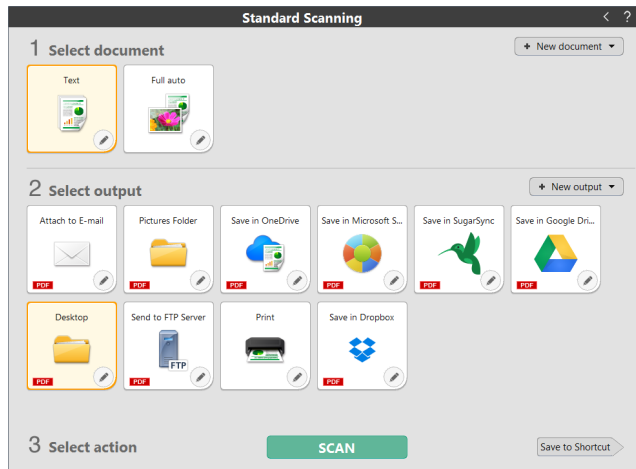 Standard Scanning
< ?
1 Select document
+ New document
Text
Full auto
2 Select output
+ New output
Attach to E-mail
Pictures Folder
Save in OneDrive
Save in Microsoft S...
Save in SugarSync
Save in Google Dri...
PDF
PDF
PDF
PDF
PDF
PDF
Desktop
Send to FTP Server
Print
Save in Dropbox
FTP
PDF
PDF
PDF
3 Select action
SCAN
Save to Shortcut